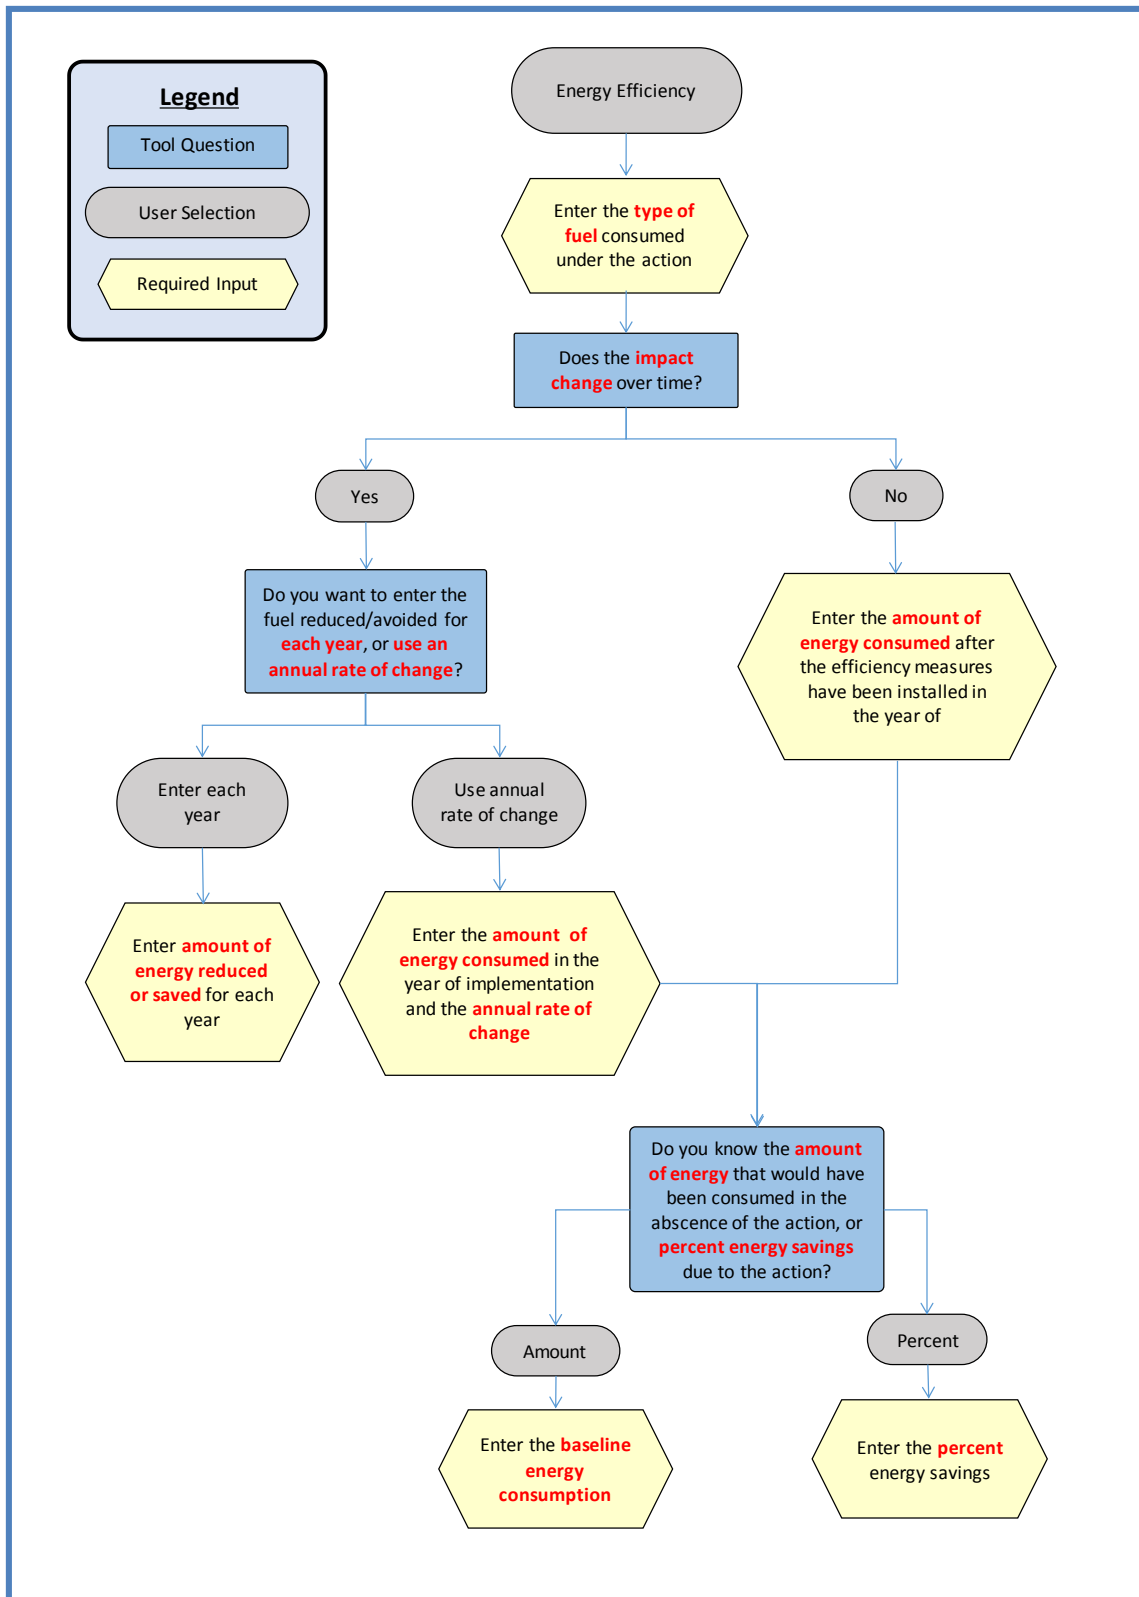 Legend
Tool Question
User Selection
Required Input
Energy Efficiency
Enter the type of
fuel consumed
under the action
Does the impact
change over time?
Yes
No
Do you want to enter the
fuel reduced/avoided for
each year, or use an
annual rate of change?
Enter the amount of
energy consumed after
the efficiency measures
have been installed in
the year of
Enter each
year
Use annual
rate of change
Enter amount of
energy reduced
or saved for each
year
Enter the amount of
energy consumed in the
year of implementation
and the annual rate of
change
Do you know the amount
of energy that would have
been consumed in the
abscence of the action, or
percent energy savings
due to the action?
Amount
Percent
Enter the baseline
energy
consumption
Enter the percent
energy savings